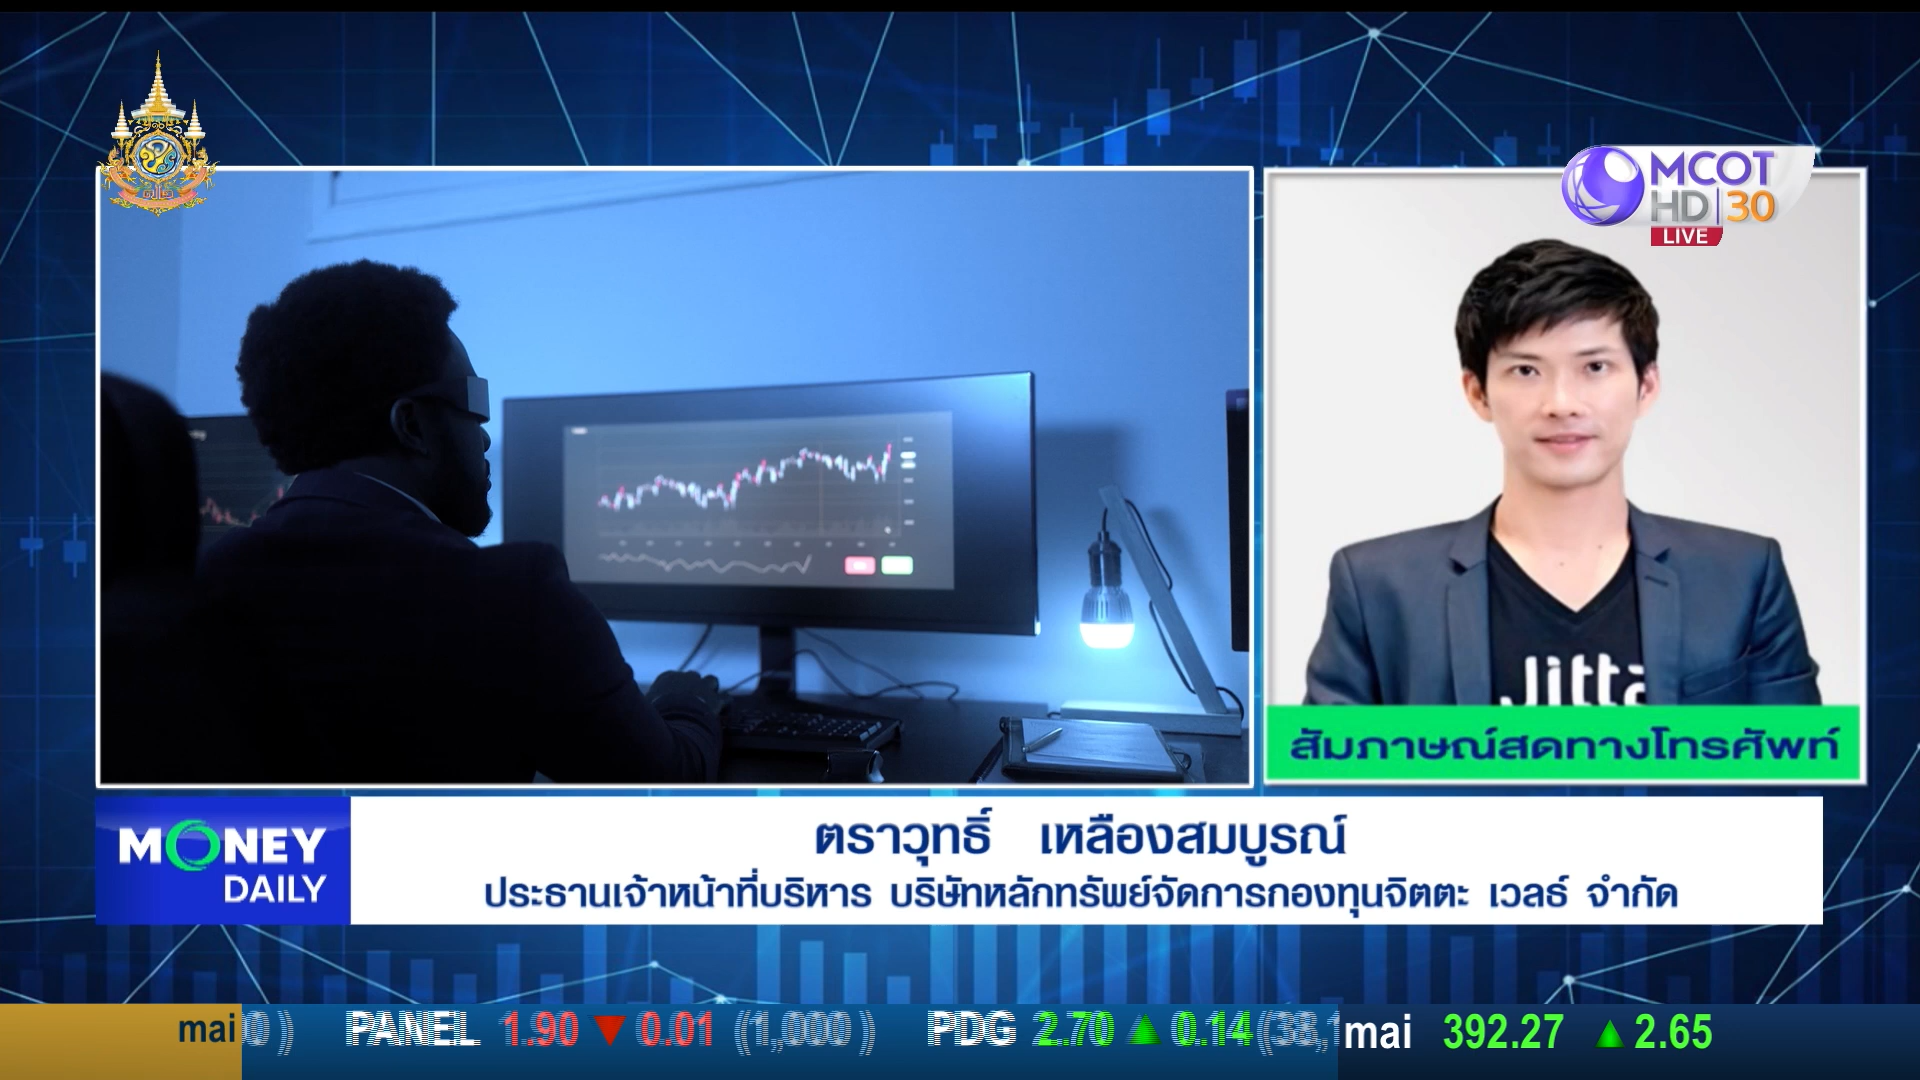 MCOT
HD 30
LIVE
Jitta
สัมภาษณ์สดทางโทรศัพท์
MONEY
DAILY
ตราวุทธิ์ เหลืองสมบูรณ์
ประธานเจ้าหน้าที่บริหาร บริษัทหลักทรัพย์จัดการกองทุนจิตตะ เวลธ์ จำกัด
mai PANEL 1.90 ▼ 0.01 (1,000) PDG 2.70 ▲ 0.14 mai 392.27 ▲ 2.65